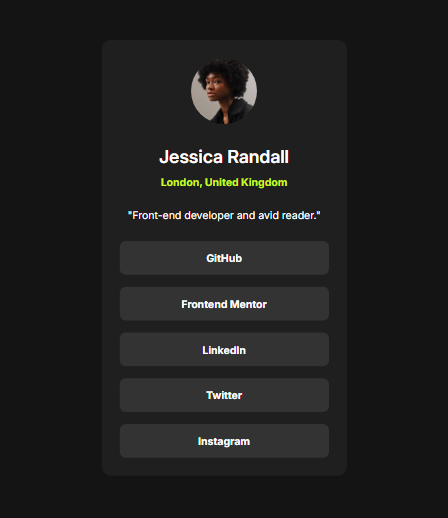 Jessica Randall
London, United Kingdom
"Front-end developer and avid reader."
GitHub
Frontend Mentor
LinkedIn
Twitter
Instagram